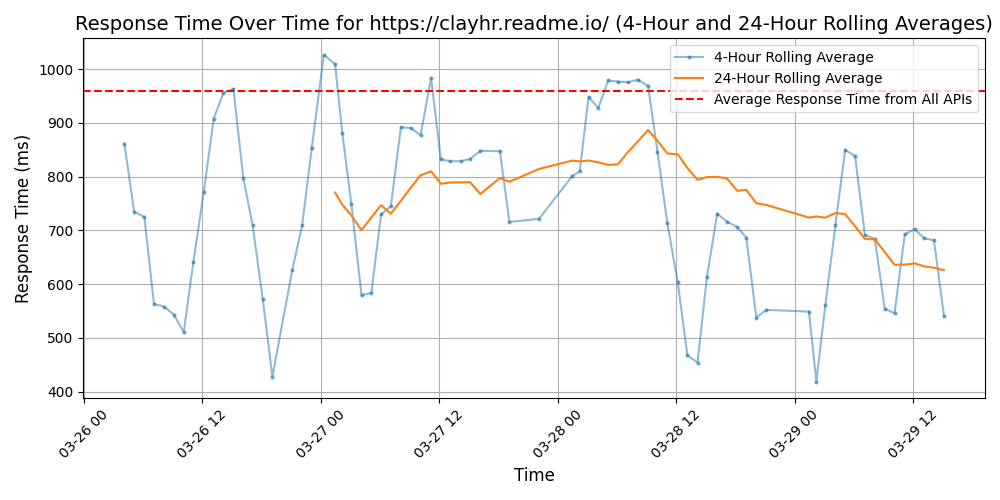 Response Time Over Time for https://clayhr.readme.io/ (4-Hour and 24-Hour Rolling Averages)
4-Hour Rolling Average
24-Hour Rolling Average
Average Response Time from All APIs
Response Time (ms)
1000
900
800
700
600
500
400
03-26 00
03-26 12
03-27 00
03-27 12
03-28 00
03-28 12
03-29 00
03-29 12
Time